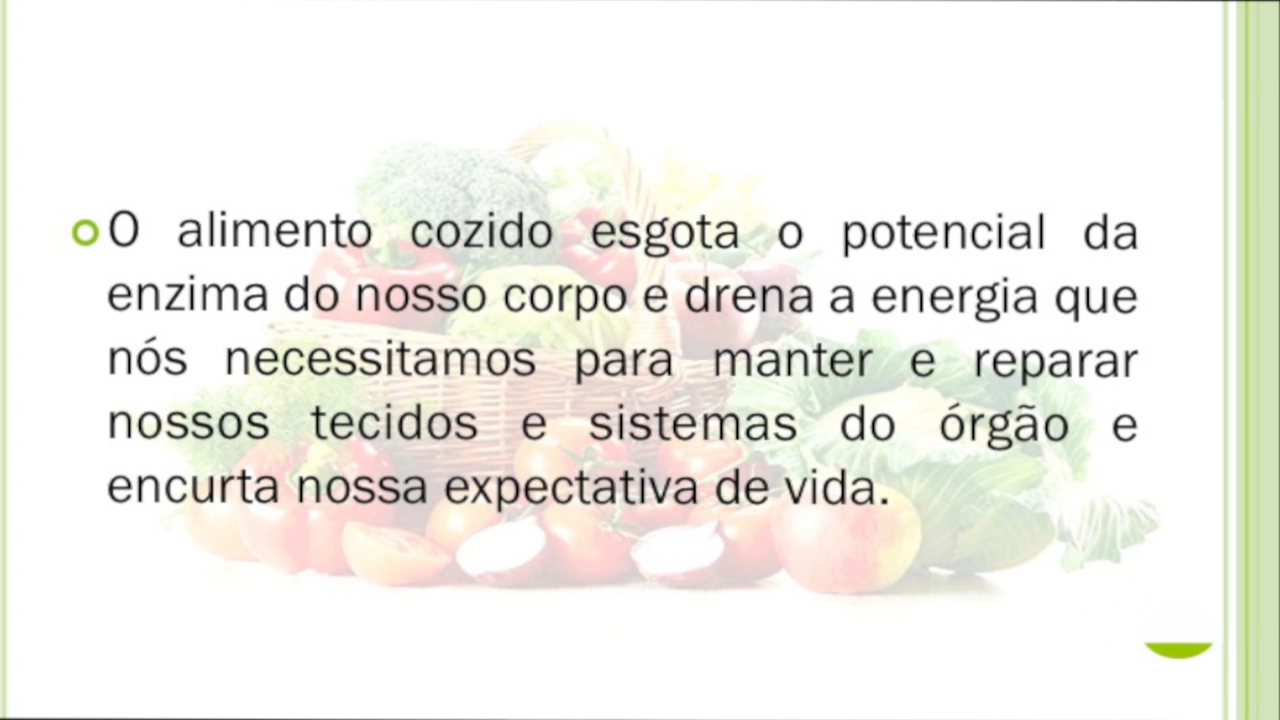 O alimento cozido esgota o potencial da
enzima do nosso corpo e drena a energia que
nós necessitamos para manter e reparar
nossos tecidos e sistemas do órgão e
encurta nossa expectativa de vida.